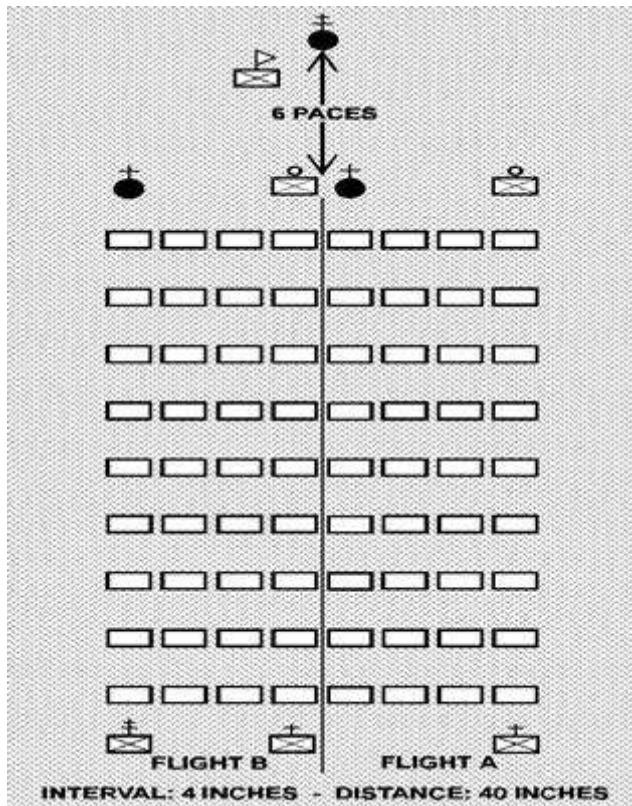 6 PACES
FLIGHT B
FLIGHT A
INTERVAL: 4 INCHES - DISTANCE: 40 INCHES